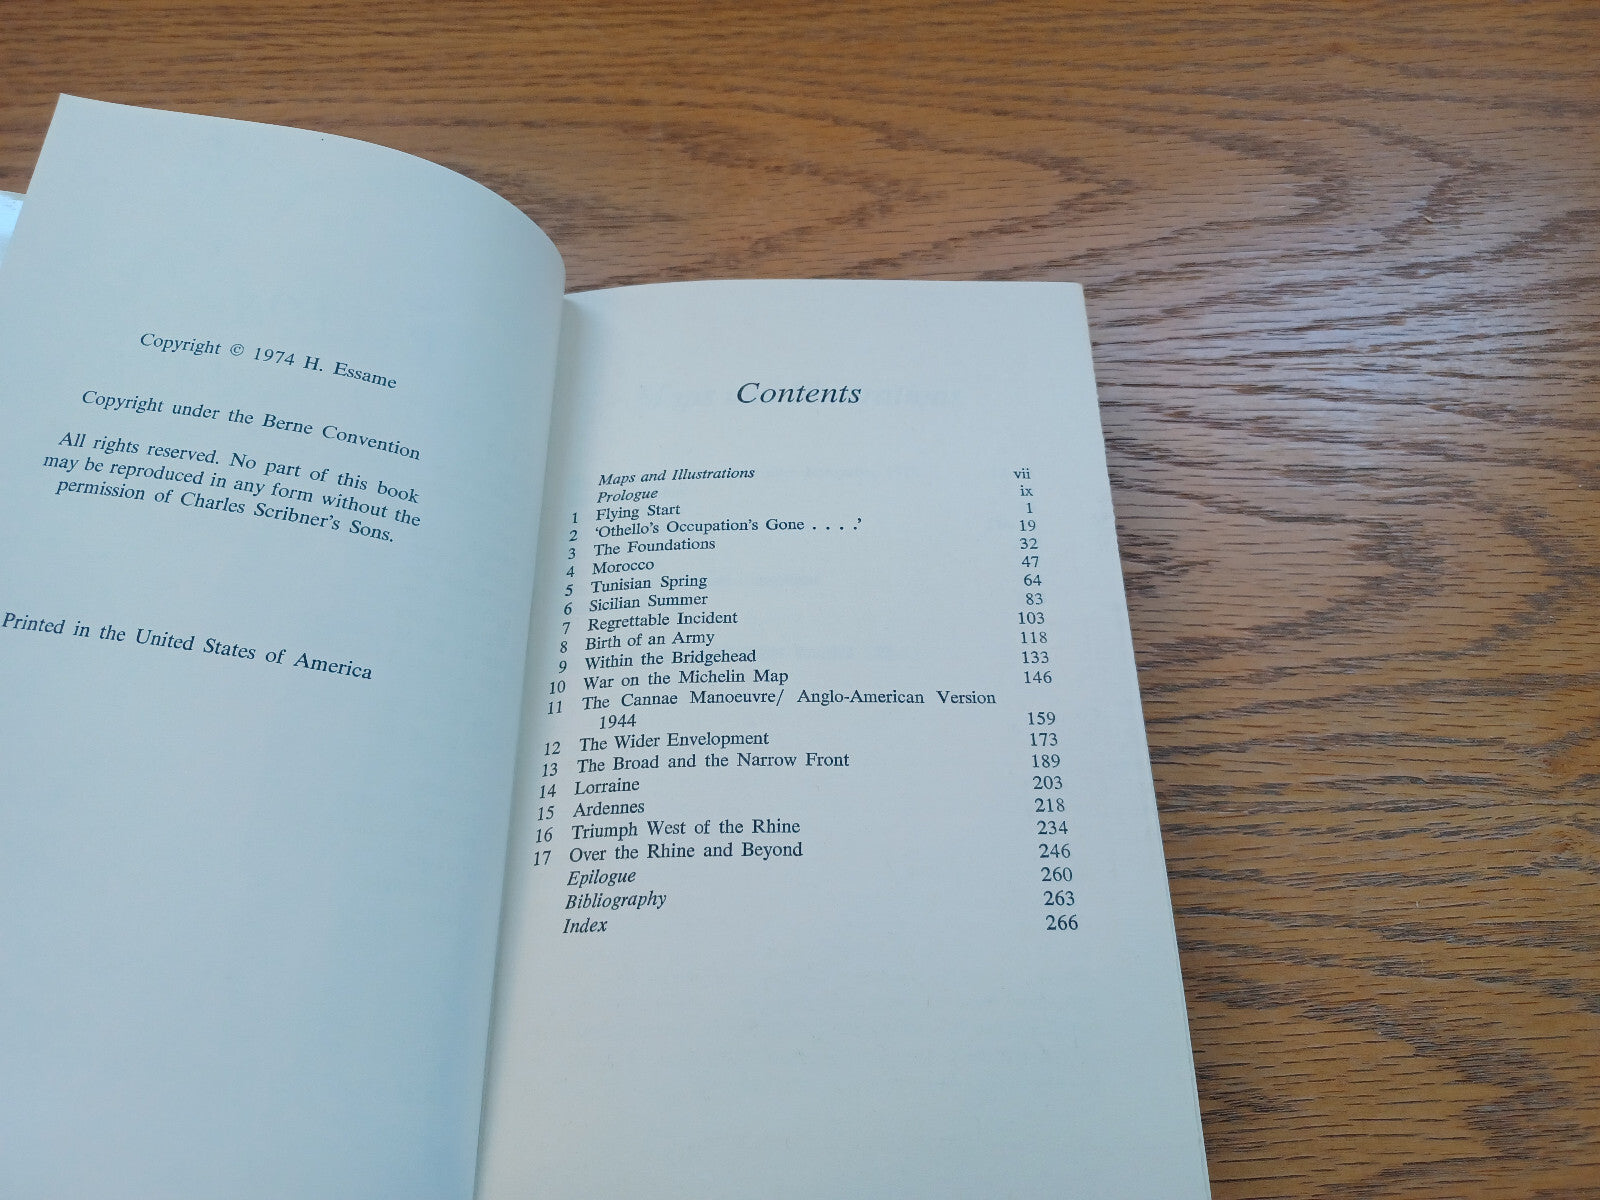 Copyright © 1974 H. Essame
Copyright under the Berne Convention
All rights reserved. No part of this book
may be reproduced in any form without the
permission of Charles Scribner's Sons.
Printed in the United States of America
Contents
Maps and Illustrations vii
Prologue ix
1 Flying Start 1
2 'Othello's Occupation's Gone . . . .' 19
3 The Foundations 32
4 Morocco 47
5 Tunisian Spring 64
6 Sicilian Summer 83
7 Regrettable Incident 103
8 Birth of an Army 118
9 Within the Bridgehead 133
10 War on the Michelin Map 146
11 The Cannae Manoeuvre/ Anglo-American Version
1944 159
12 The Wider Envelopment 173
13 The Broad and the Narrow Front 189
14 Lorraine 203
15 Ardennes 218
16 Triumph West of the Rhine 234
17 Over the Rhine and Beyond 246
Epilogue 260
Bibliography 263
Index 266